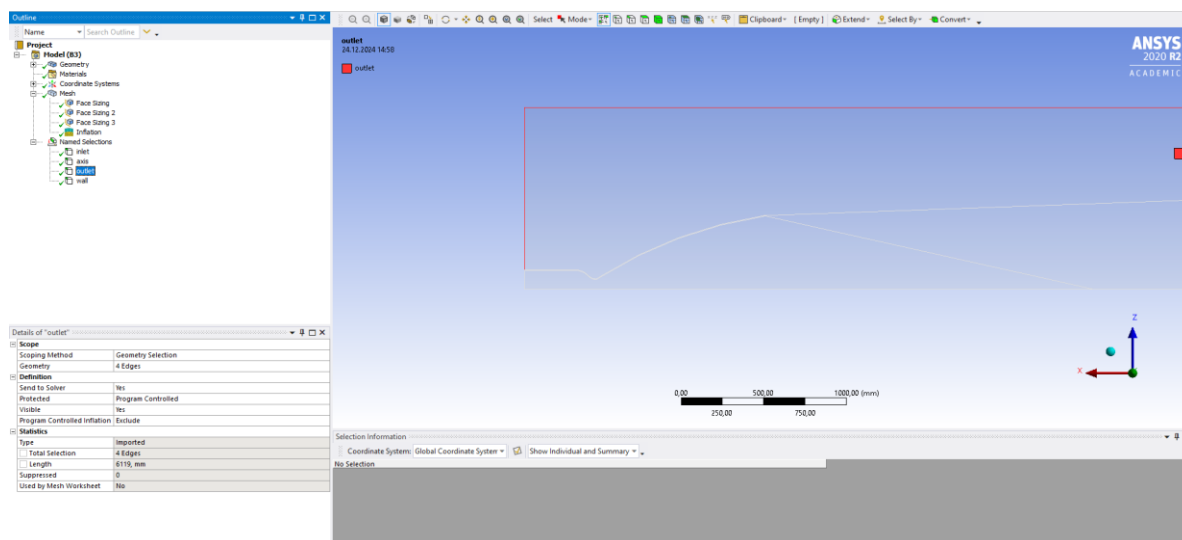 Outline
Name Search Outline
Project
Model (B3)
Geometry
Materials
Coordinate Systems
Mesh
Face Sizing
Face Sizing 2
Face Sizing 3
Inflation
Named Selections
inlet
axis
outlet
wall
Select Mode Clipboard [ Empty ] Extend Select By Convert
outlet
24.12.2024 14:50
outlet
ANSYS
2020 R2
ACADEMIC
Z
X
0,00 500,00 1000,00 (mm)
250,00 750,00
Details of "outlet"
Scope
Scoping Method Geometry Selection
Geometry 4 Edges
Definition
Send to Solver Yes
Protected Program Controlled
Visible Yes
Program Controlled Inflation Exclude
Statistics
Type Imported
Total Selection 4 Edges
Length 6119, mm
Suppressed 0
Used by Mesh Worksheet No
Selection Information
Coordinate System: Global Coordinate System Show Individual and Summary
No Selection